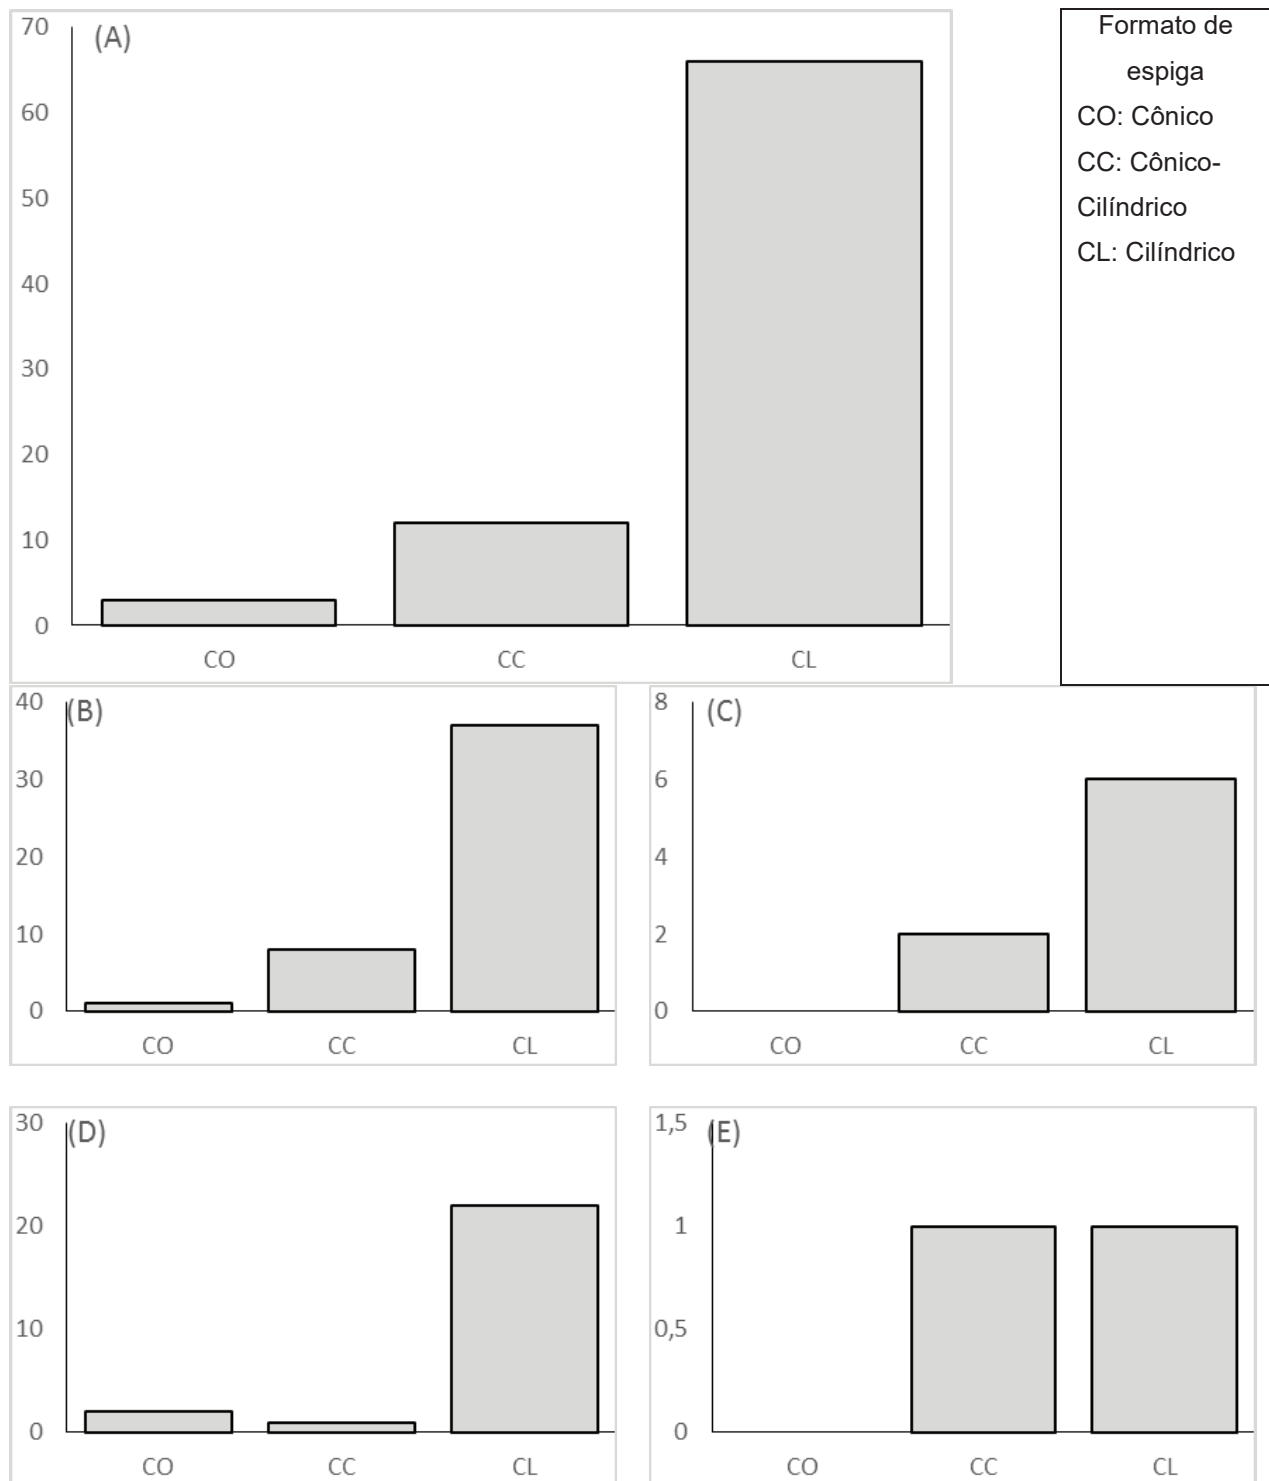 (A)
70
60
50
40
30
20
10
0
CO CC CL
Formato de
espiga
CO: Cônico
CC: Cônico-
Cilíndrico
CL: Cilíndrico
(B)
40
30
20
10
0
CO CC CL
(C)
8
6
4
2
0
CO CC CL
(D)
30
20
10
0
CO CC CL
(E)
1,5
1
0,5
0
CO CC CL